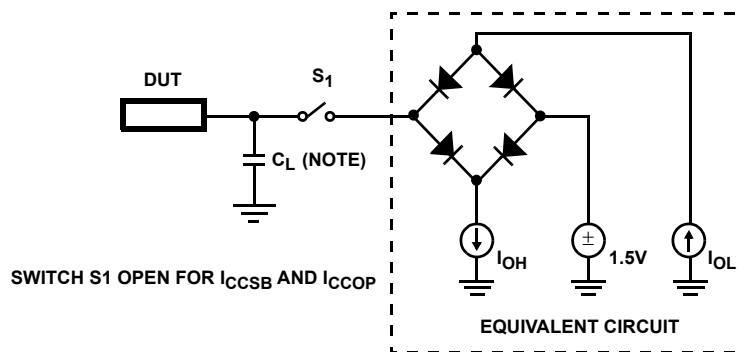 DUT
S1
CL (NOTE)
IOH
±
1.5V
IOL
SWITCH S1 OPEN FOR ICCSB AND ICCOP
EQUIVALENT CIRCUIT